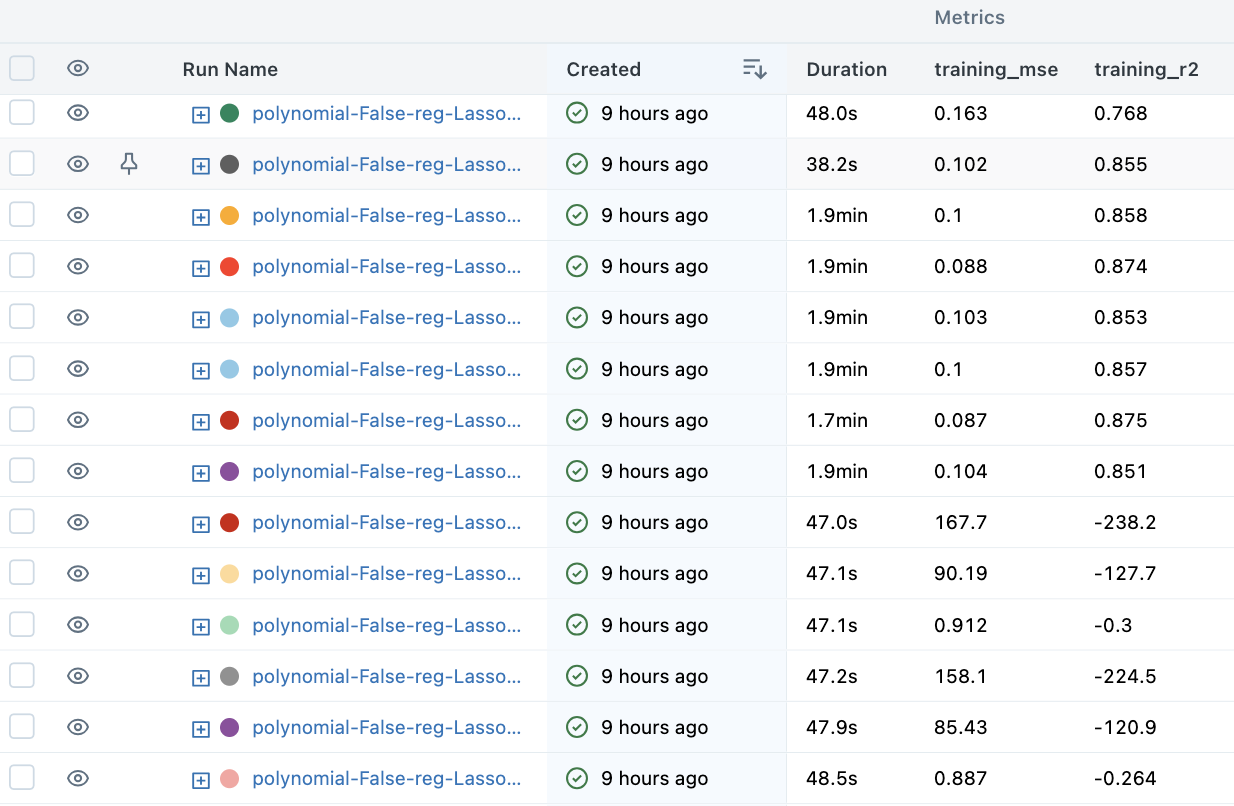 Metrics
Run Name Created Duration training_mse training_r2
polynomial-False-reg-Lasso... 9 hours ago 48.0s 0.163 0.768
polynomial-False-reg-Lasso... 9 hours ago 38.2s 0.102 0.855
polynomial-False-reg-Lasso... 9 hours ago 1.9min 0.1 0.858
polynomial-False-reg-Lasso... 9 hours ago 1.9min 0.088 0.874
polynomial-False-reg-Lasso... 9 hours ago 1.9min 0.103 0.853
polynomial-False-reg-Lasso... 9 hours ago 1.9min 0.1 0.857
polynomial-False-reg-Lasso... 9 hours ago 1.7min 0.087 0.875
polynomial-False-reg-Lasso... 9 hours ago 1.9min 0.104 0.851
polynomial-False-reg-Lasso... 9 hours ago 47.0s 167.7 -238.2
polynomial-False-reg-Lasso... 9 hours ago 47.1s 90.19 -127.7
polynomial-False-reg-Lasso... 9 hours ago 47.1s 0.912 -0.3
polynomial-False-reg-Lasso... 9 hours ago 47.2s 158.1 -224.5
polynomial-False-reg-Lasso... 9 hours ago 47.9s 85.43 -120.9
polynomial-False-reg-Lasso... 9 hours ago 48.5s 0.887 -0.264